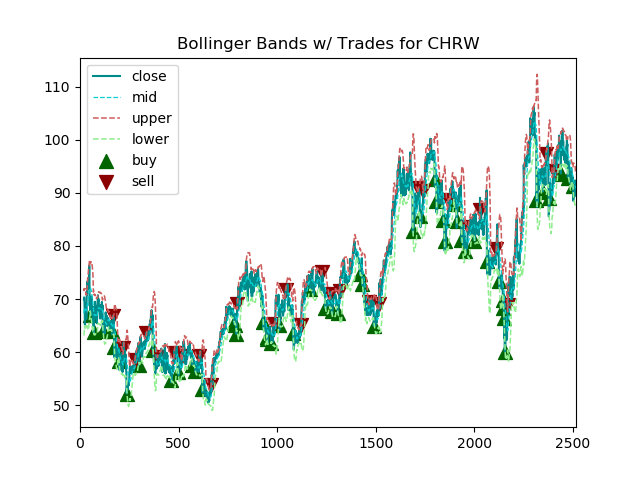 Bollinger Bands w/ Trades for CHRW
close
mid
upper
lower
buy
sell
110
100
90
80
70
60
50
0 500 1000 1500 2000 2500